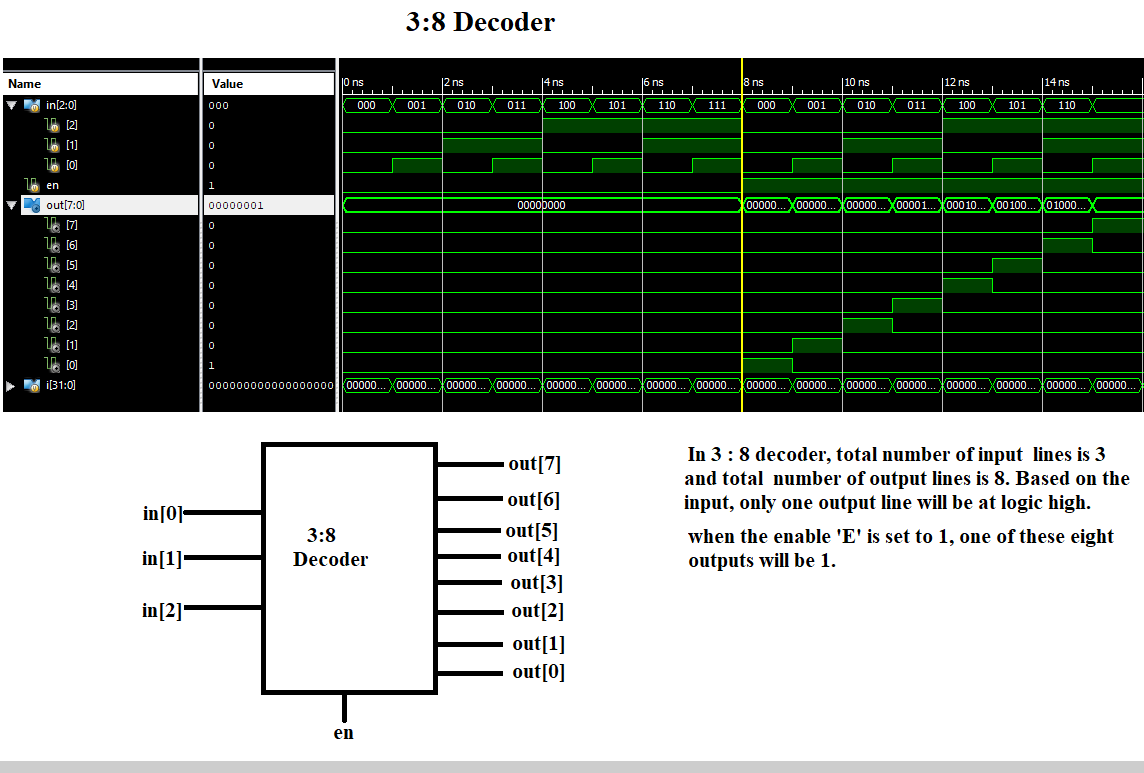 3:8 Decoder
Name Value 0 ns 2 ns 4 ns 6 ns 8 ns 10 ns 12 ns 14 ns
in[2:0] 000 000 001 010 011 100 101 110 111 000 001 010 011 100 101 110
[2] 0
[1] 0
[0] 0
en 1
out[7:0] 00000001 00000000 00000... 00000... 00000... 00001... 00010... 00100... 01000...
[7] 0
[6] 0
[5] 0
[4] 0
[3] 0
[2] 0
[1] 0
[0] 1
i[31:0] 00000000000000000000 00000... 00000... 00000... 00000... 00000... 00000... 00000... 00000... 00000... 00000... 00000... 00000... 00000... 00000... 00000... 00000...
in[0]
in[1]
in[2]
3:8
Decoder
en
out[7]
out[6]
out[5]
out[4]
out[3]
out[2]
out[1]
out[0]
In 3 : 8 decoder, total number of input lines is 3
and total number of output lines is 8. Based on the
input, only one output line will be at logic high.
when the enable 'E' is set to 1, one of these eight
outputs will be 1.